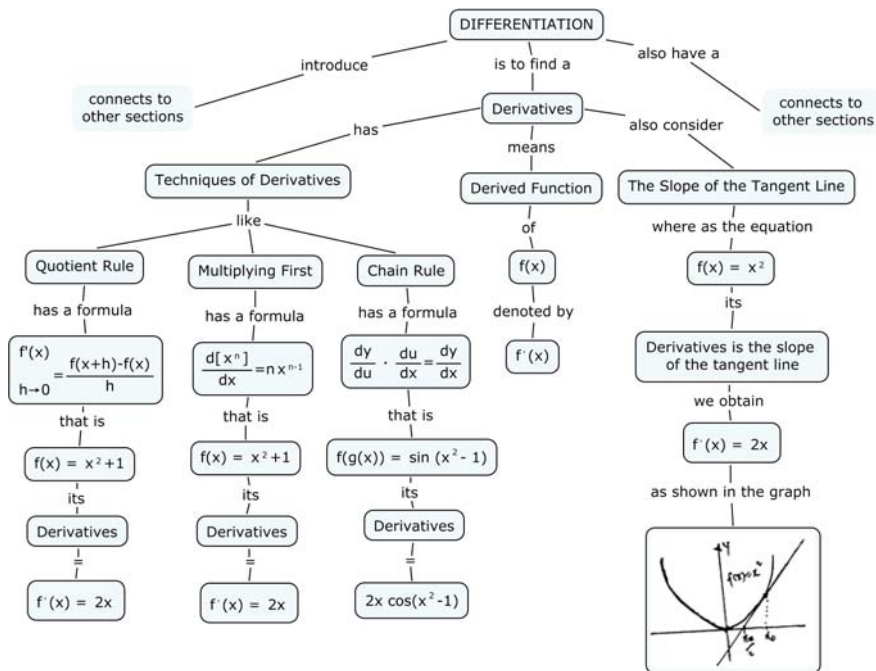 DIFFERENTIATION
introduce
is to find a
also have a
connects to
other sections
Derivatives
connects to
other sections
has
means
also consider
Techniques of Derivatives
Derived Function
The Slope of the Tangent Line
like
of
where as the equation
Quotient Rule
Multiplying First
Chain Rule
f(x)
f(x) = x²
has a formula
has a formula
has a formula
denoted by
its
f'(x)
h→0
= f(x+h)-f(x)
h
d[xⁿ]
dx
=nxⁿ⁻¹
dy
du
·
du
dx
=
dy
dx
f˙(x)
Derivatives is the slope
of the tangent line
that is
that is
that is
we obtain
f(x) = x²+1
f(x) = x²+1
f(g(x)) = sin (x²- 1)
f˙(x) = 2x
its
its
its
as shown in the graph
Derivatives
Derivatives
Derivatives
=
=
=
f˙(x) = 2x
f˙(x) = 2x
2x cos(x²-1)
y
f(x)=x²
x₀
2
x₀